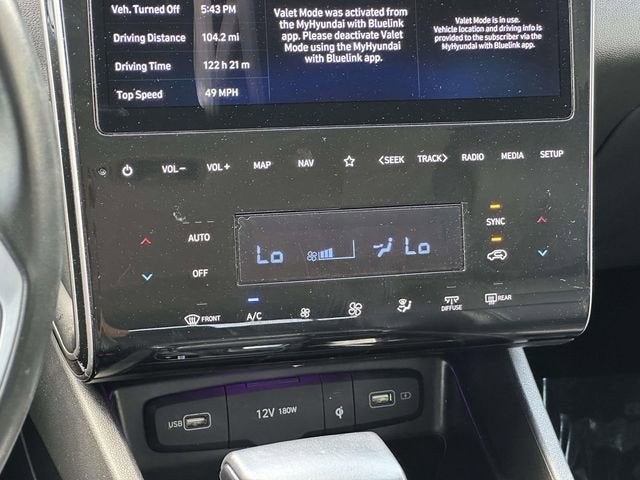 Veh. Turned Off 5:43 PM
Driving Distance 104.2 mi
Driving Time 122 h 21 m
Top Speed 49 MPH
Valet Mode was activated from
the MyHyundai with Bluelink
app. Please deactivate Valet
Mode using the MyHyundai
with Bluelink app.
Valet Mode is in use.
Vehicle location and driving info is
provided to the subscriber via the
MyHyundai with Bluelink app.
VOL- VOL+ MAP NAV <SEEK TRACK> RADIO MEDIA SETUP
AUTO
OFF
Lo Lo
SYNC
FRONT A/C DIFFUSE REAR
USB 12V 180W